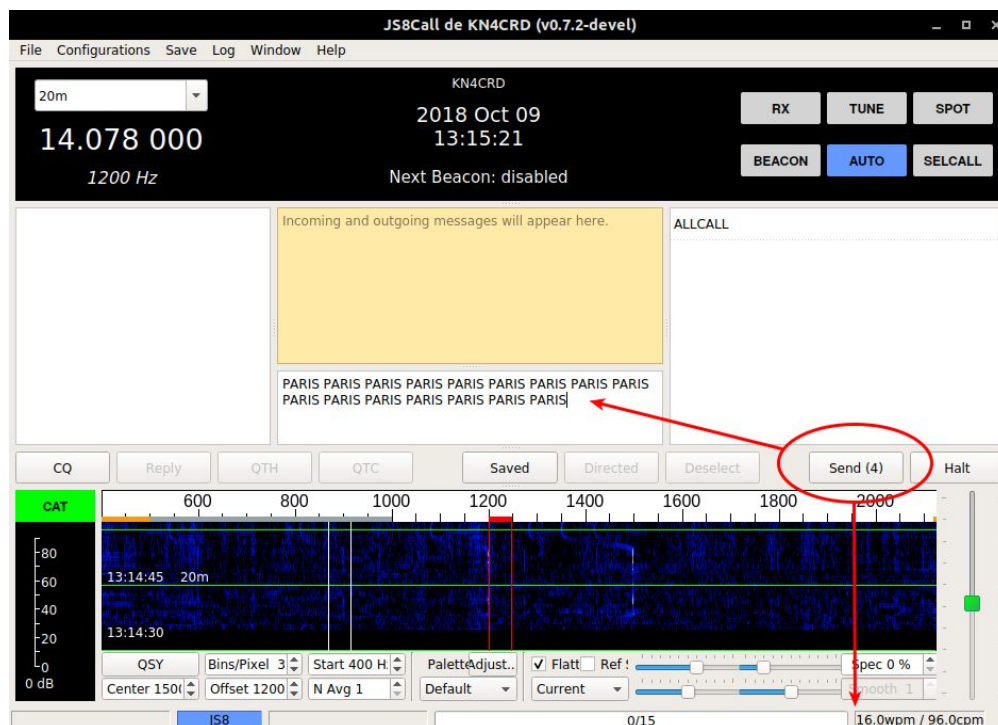 JS8Call de KN4CRD (v0.7.2-devel)
File Configurations Save Log Window Help
20m
14.078 000
1200 Hz
KN4CRD
2018 Oct 09
13:15:21
Next Beacon: disabled
RX TUNE SPOT
BEACON AUTO SELCALL
Incoming and outgoing messages will appear here.
ALLCALL
PARIS PARIS PARIS PARIS PARIS PARIS PARIS PARIS PARIS
PARIS PARIS PARIS PARIS PARIS PARIS PARIS
CQ Reply QTH QTC Saved Directed Deselect Send (4) Halt
CAT
600 800 1000 1200 1400 1600 1800 2000
80
60
40
20
0
0 dB
13:14:45 20m
13:14:30
QSY Bins/Pixel 3 Start 400 H Palette Adjust.. Flatt Ref Spec 0 %
Center 150 Offset 1200 N Avg 1 Default Current Smooth 1
JS8 0/15 16.0wpm / 96.0cpm